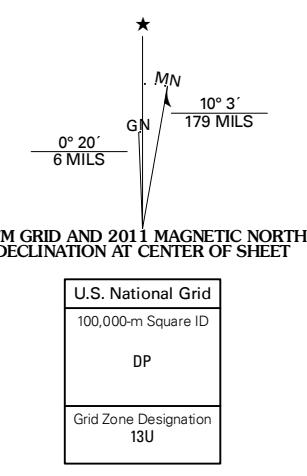 ★
MN
GN
10° 3´
179 MILS
0° 20´
6 MILS
M GRID AND 2011 MAGNETIC NORTH
DECLINATION AT CENTER OF SHEET
U.S. National Grid
100,000-m Square ID
DP
Grid Zone Designation
13U